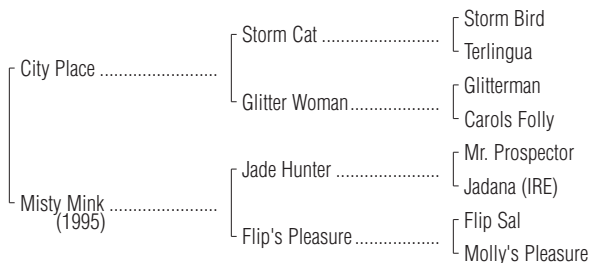 Storm Bird
Storm Cat ..............................
Terlingua
City Place ..............................
Glitterman
Glitter Woman.......................
Carols Folly
Mr. Prospector
Jade Hunter ...........................
Jadana (IRE)
Misty Mink ............................
(1995)
Flip Sal
Flip's Pleasure......................
Molly's Pleasure